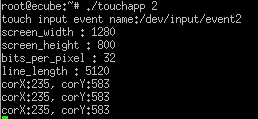 root@ecube:~# ./touchapp 2
touch input event name:/dev/input/event2
screen_width : 1280
screen_height : 800
bits_per_pixel : 32
line_length : 5120
corX:235, corY:583
corX:235, corY:583
corX:235, corY:583